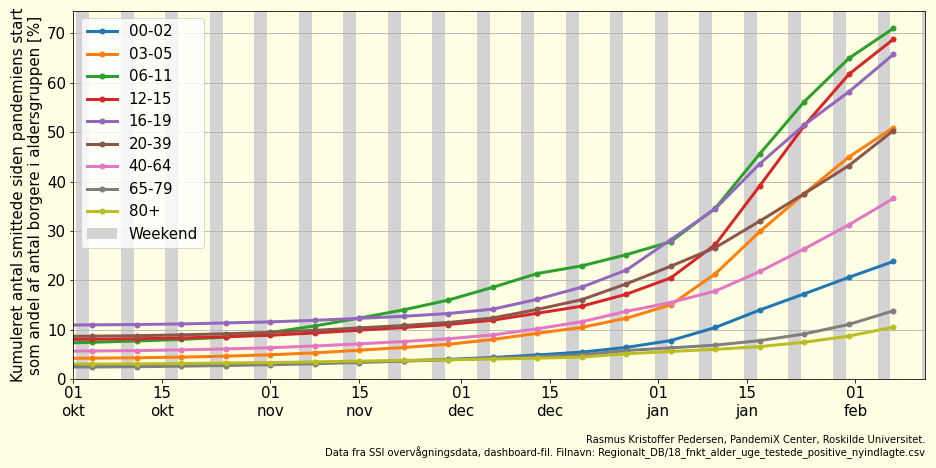 Kumuleret antal smittede siden pandemiens start
som andel af antal borgere i aldersgruppen [%]
70
60
50
40
30
20
10
0
00-02
03-05
06-11
12-15
16-19
20-39
40-64
65-79
80+
Weekend
01 15 01 15 01 15 01 15 01
okt okt nov nov dec dec jan jan feb
Rasmus Kristoffer Pedersen, PandemiX Center, Roskilde Universitet.
Data fra SSI overvågningsdata, dashboard-fil. Filnavn: Regionalt_DB/18_fnkt_alder_uge_testede_positive_nyindlagte.csv